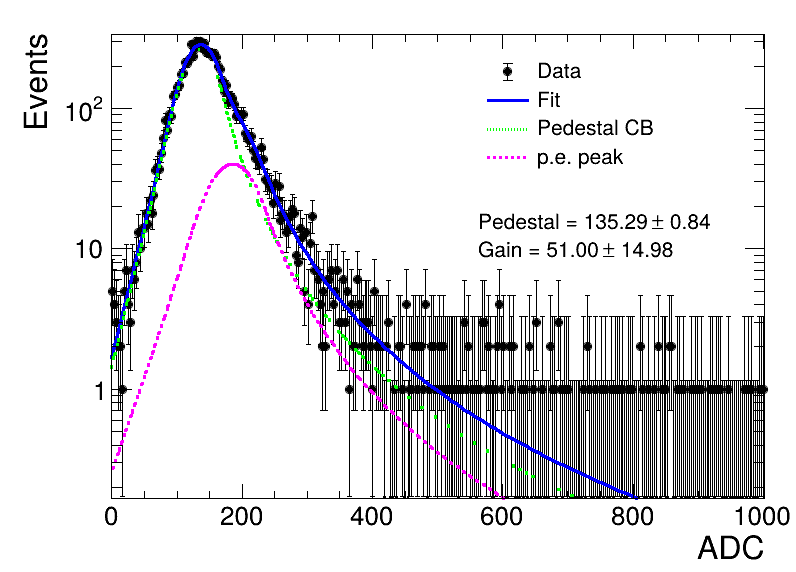 Events
10²
10
1
Data
Fit
Pedestal CB
p.e. peak
Pedestal = 135.29 ± 0.84
Gain = 51.00 ± 14.98
0 200 400 600 800 1000
ADC